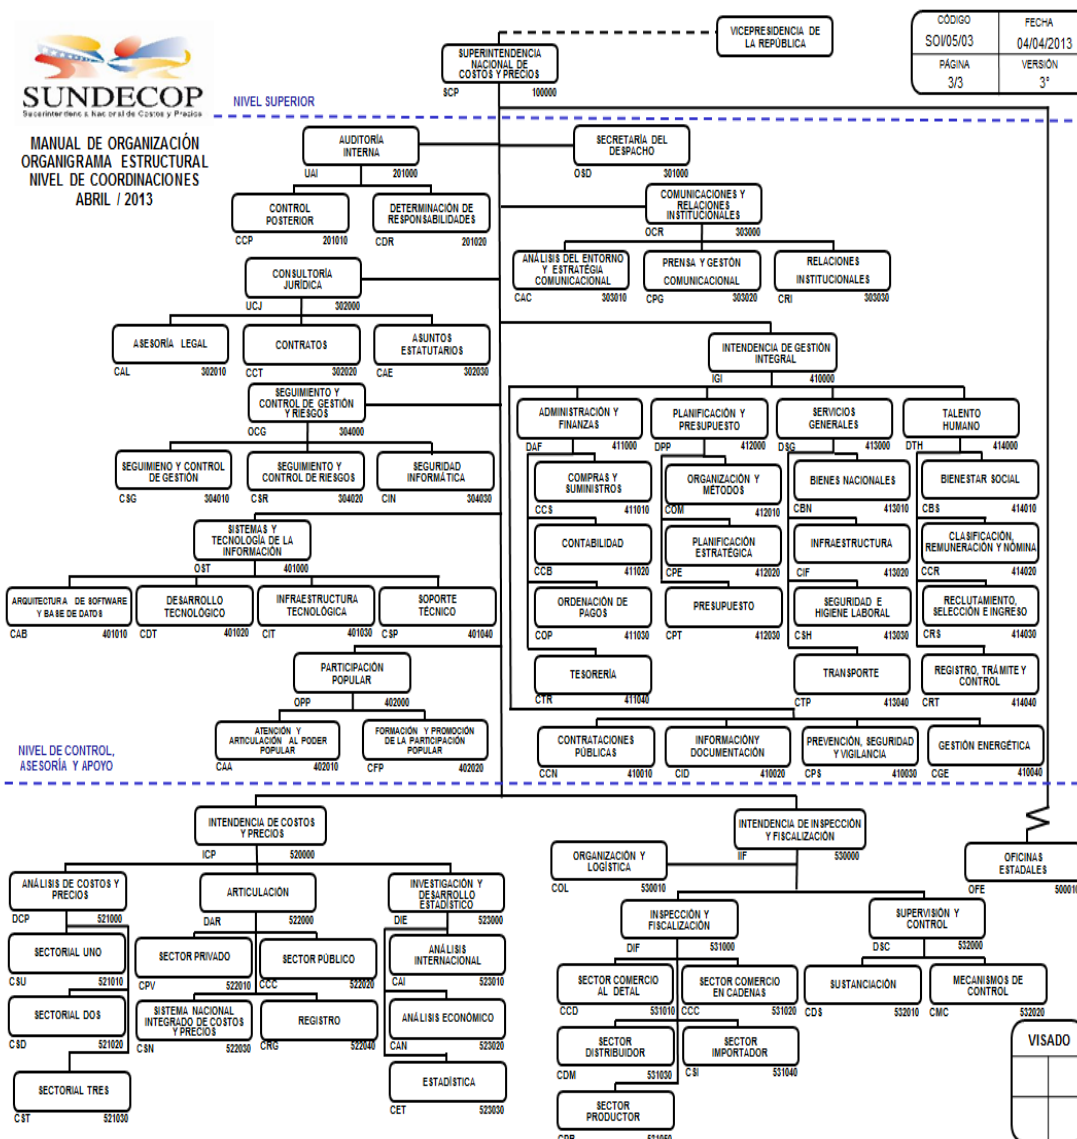 VICEPRESIDENCIA DE
LA REPÚBLICA
CÓDIGO
FECHA
SOI/05/03
04/04/2013
PÁGINA
VERSIÓN
3/3
3°
SUPERINTENDENCIA
NACIONAL DE
COSTOS Y PRECIOS
SCP 100000
SUNDECOP
Superintendencia Nacional de Costos y Precios
NIVEL SUPERIOR
MANUAL DE ORGANIZACIÓN
ORGANIGRAMA ESTRUCTURAL
NIVEL DE COORDINACIONES
ABRIL / 2013
AUDITORÍA
INTERNA
UAI 201000
SECRETARÍA DEL
DESPACHO
OSD 301000
CONTROL
POSTERIOR
CCP 201010
DETERMINACIÓN DE
RESPONSABILIDADES
CDR 201020
COMUNICACIONES Y
RELACIONES
INSTITUCIONALES
OCR 303000
ANÁLISIS DEL ENTORNO
Y ESTRATÉGIA
COMUNICACIONAL
CAC 303010
PRENSA Y GESTIÓN
COMUNICACIONAL
CPG 303020
RELACIONES
INSTITUCIONALES
CRI 303030
CONSULTORÍA
JURÍDICA
UCJ 302000
ASESORÍA LEGAL
CAL 302010
CONTRATOS
CCT 302020
ASUNTOS
ESTATUTARIOS
CAE 302030
INTENDENCIA DE GESTIÓN
INTEGRAL
IGI 410000
SEGUIMIENTO Y
CONTROL DE GESTIÓN
Y RIESGOS
OCG 304000
SEGUIMIENO Y CONTROL
DE GESTIÓN
CSG 304010
SEGUIMIENTO Y
CONTROL DE RIESGOS
CSR 304020
SEGURIDAD
INFORMÁTICA
CIN 304030
ADMINISTRACIÓN Y
FINANZAS
DAF 411000
PLANIFICACIÓN Y
PRESUPUESTO
DPP 412000
SERVICIOS
GENERALES
DSG 413000
TALENTO
HUMANO
DTH 414000
COMPRAS Y
SUMINISTROS
CCS 411010
ORGANIZACIÓN Y
MÉTODOS
COM 412010
BIENES NACIONALES
CBN 413010
BIENESTAR SOCIAL
CBS 414010
CONTABILIDAD
CCB 411020
PLANIFICACIÓN
ESTRATÉGICA
CPE 412020
INFRAESTRUCTURA
CIF 413020
CLASIFICACIÓN,
REMUNERACIÓN Y NÓMINA
CCR 414020
ORDENACIÓN DE
PAGOS
COP 411030
PRESUPUESTO
CPT 412030
SEGURIDAD E
HIGIENE LABORAL
CSH 413030
RECLUTAMIENTO,
SELECCIÓN E INGRESO
CRS 414030
TESORERÍA
CTR 411040
TRANSPORTE
CTP 413040
REGISTRO, TRÁMITE Y
CONTROL
CRT 414040
SISTEMAS Y
TECNOLOGÍA DE LA
INFORMACIÓN
OST 401000
ARQUITECTURA DE SOFTWARE
Y BASE DE DATOS
CAB 401010
DESARROLLO
TECNOLÓGICO
CDT 401020
INFRAESTRUCTURA
TECNOLÓGICA
CIT 401030
SOPORTE
TÉCNICO
CSP 401040
PARTICIPACIÓN
POPULAR
OPP 402000
ATENCIÓN Y
ARTICULACIÓN AL PODER
POPULAR
CAA 402010
FORMACIÓN Y PROMOCIÓN
DE LA PARTICIPACIÓN
POPULAR
CFP 402020
CONTRATACIONES
PÚBLICAS
CCN 410010
INFORMACIÓNY
DOCUMENTACIÓN
CID 410020
PREVENCIÓN, SEGURIDAD
Y VIGILANCIA
CPS 410030
GESTIÓN ENERGÉTICA
CGE 410040
NIVEL DE CONTROL,
ASESORÍA Y APOYO
INTENDENCIA DE COSTOS
Y PRECIOS
ICP 520000
INTENDENCIA DE INSPECCIÓN
Y FISCALIZACIÓN
IIF 530000
ORGANIZACIÓN Y
LOGÍSTICA
COL 530010
OFICINAS
ESTADALES
OFE 500010
ANÁLISIS DE COSTOS Y
PRECIOS
DCP 521000
ARTICULACIÓN
DAR 522000
INVESTIGACIÓN Y
DESARROLLO
ESTADÍSTICO
DIE 523000
INSPECCIÓN Y
FISCALIZACIÓN
DIF 531000
SUPERVISIÓN Y
CONTROL
DSC 532000
SECTORIAL UNO
CSU 521010
SECTOR PRIVADO
CPV 522010
SECTOR PÚBLICO
CCC 522020
ANÁLISIS
INTERNACIONAL
CAI 523010
SECTOR COMERCIO
AL DETAL
CCD 531010
SECTOR COMERCIO
EN CADENAS
CCC 531020
SUSTANCIACIÓN
CDS 532010
MECANISMOS DE
CONTROL
CMC 532020
SECTORIAL DOS
CSD 521020
SISTEMA NACIONAL
INTEGRADO DE COSTOS
Y PRECIOS
CSN 522030
REGISTRO
CRG 522040
ANÁLISIS ECONÓMICO
CAN 523020
SECTOR
DISTRIBUIDOR
CDM 531030
SECTOR
IMPORTADOR
CSI 531040
SECTORIAL TRES
CST 521030
ESTADÍSTICA
CET 523030
SECTOR
PRODUCTOR
VISADO